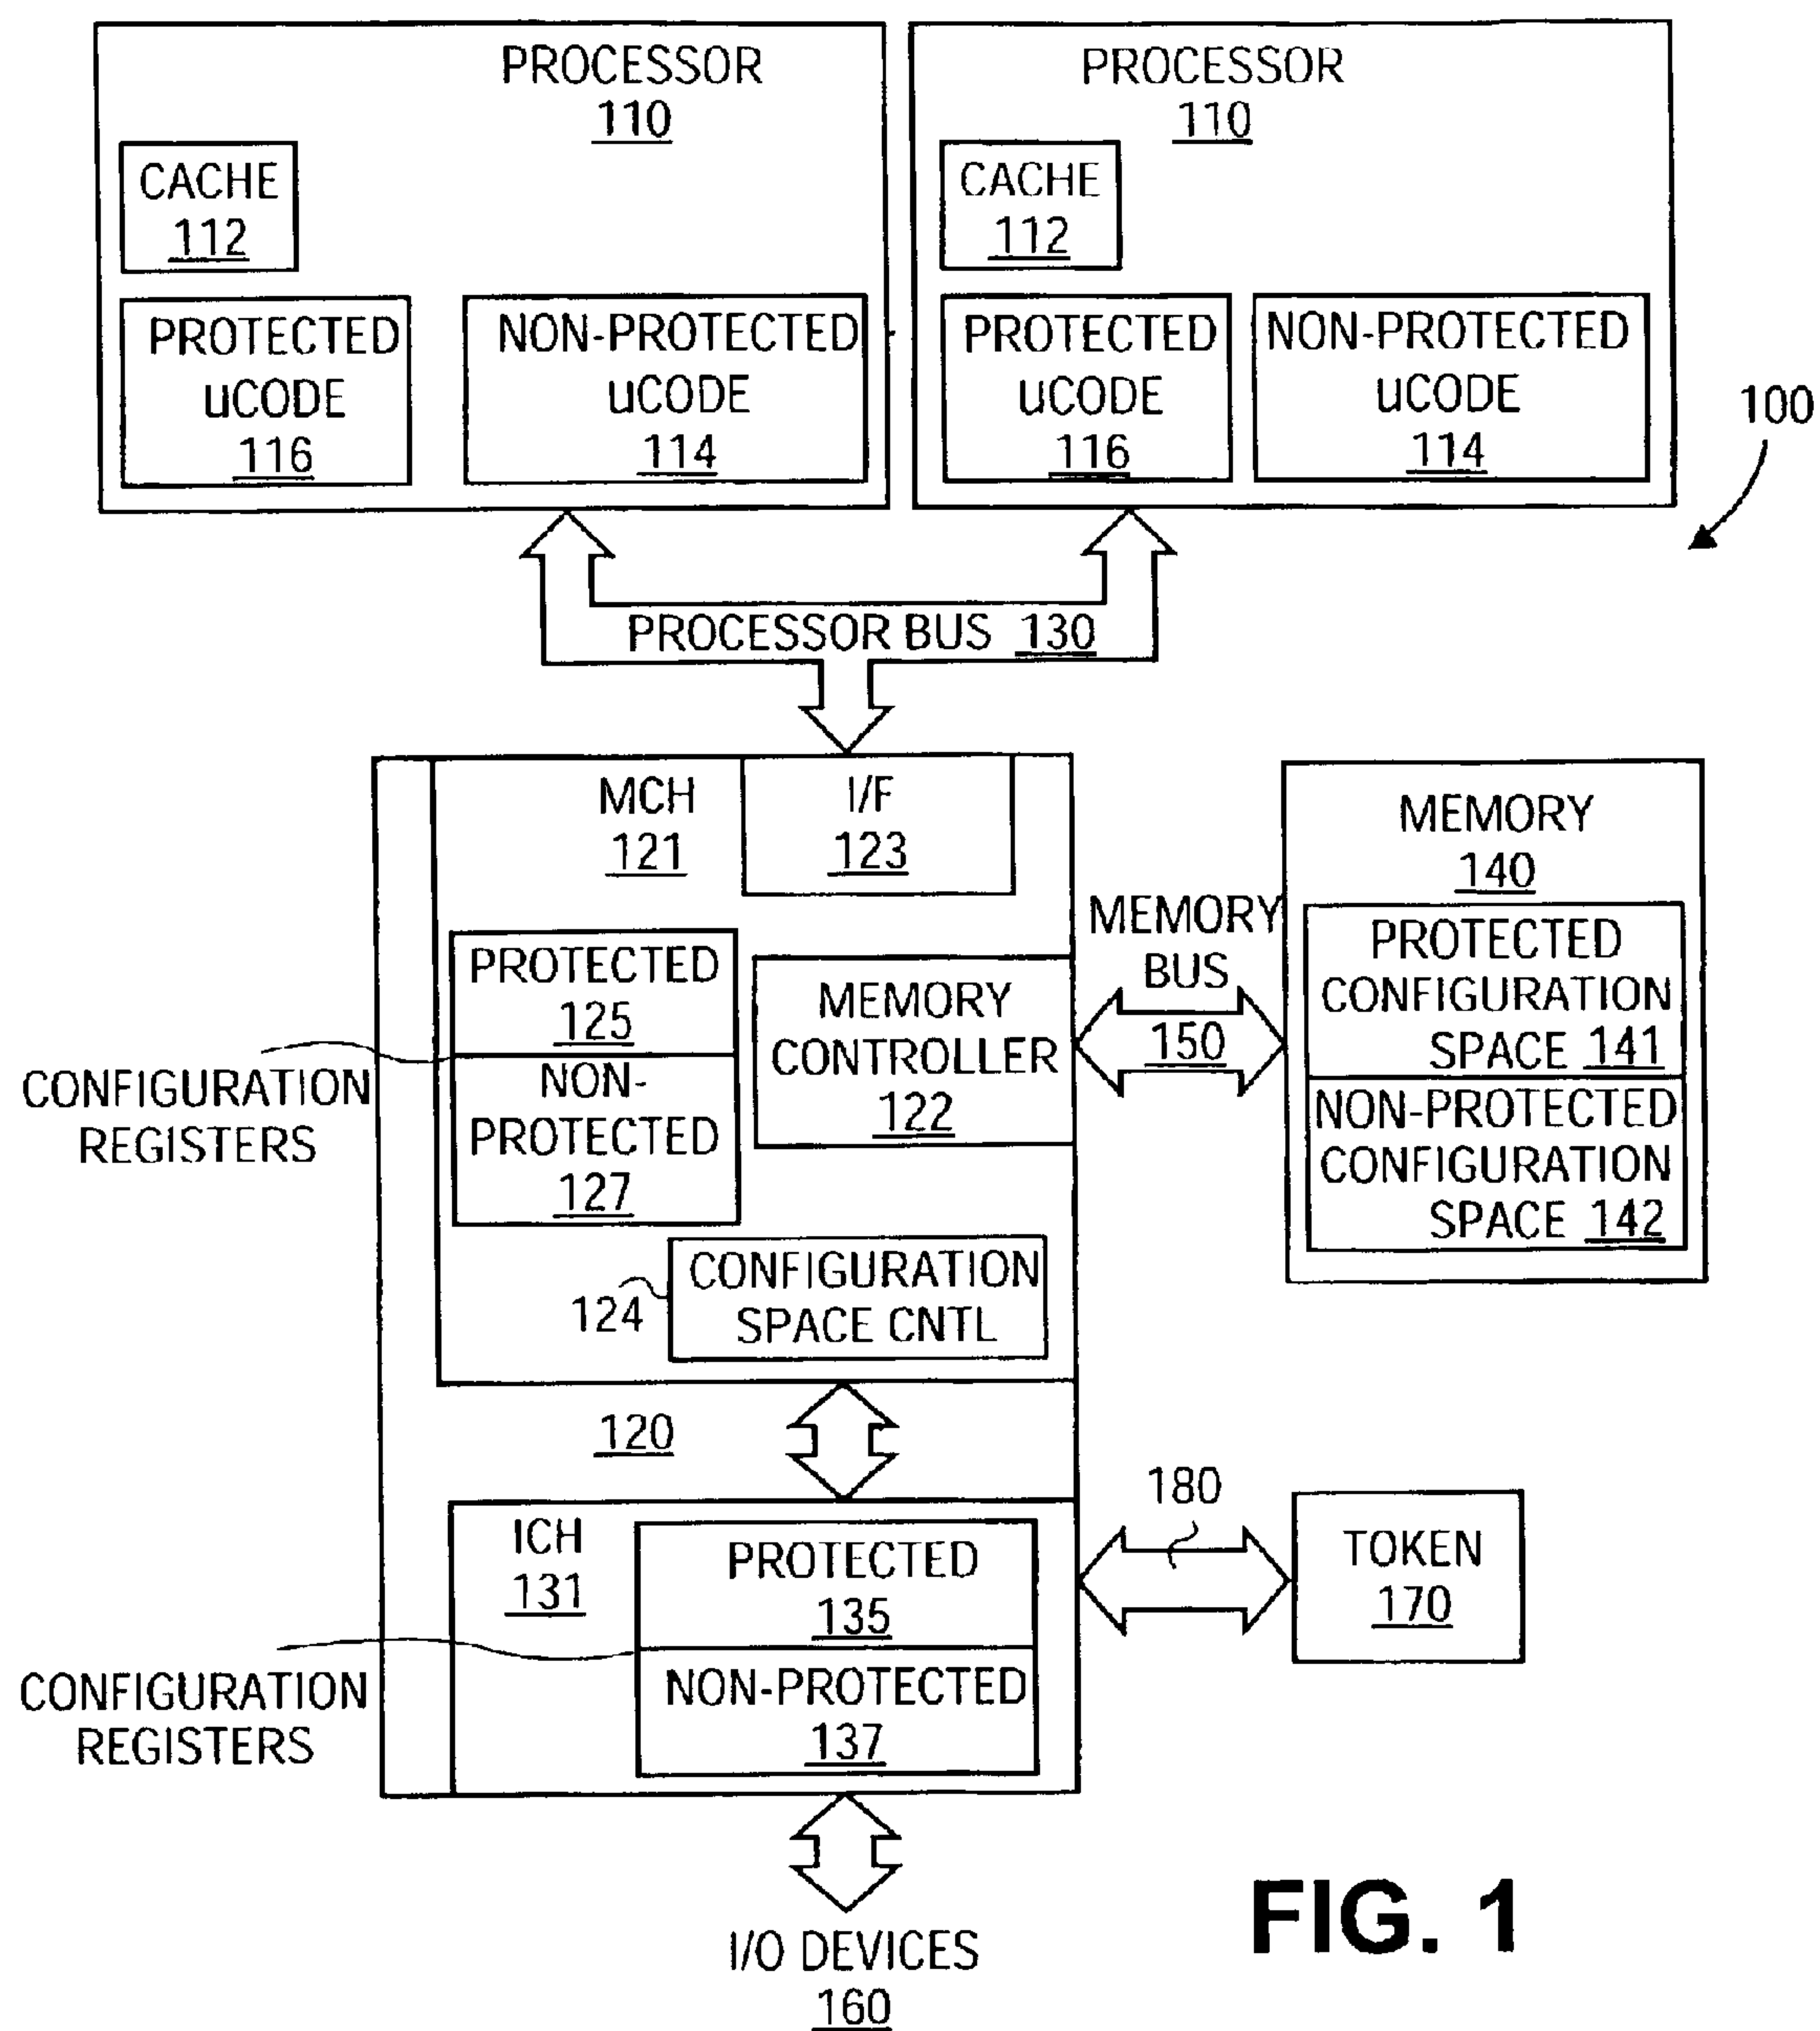 PROCESSOR
110
CACHE
112
PROTECTED
uCODE
116
NON-PROTECTED
uCODE
114
PROCESSOR
110
CACHE
112
PROTECTED
uCODE
116
NON-PROTECTED
uCODE
114
100
PROCESSOR BUS 130
MCH
121
I/F
123
PROTECTED
125
NON-
PROTECTED
127
CONFIGURATION
REGISTERS
MEMORY
CONTROLLER
122
MEMORY
BUS
150
MEMORY
140
PROTECTED
CONFIGURATION
SPACE 141
NON-PROTECTED
CONFIGURATION
SPACE 142
124
CONFIGURATION
SPACE CNTL
120
ICH
131
PROTECTED
135
NON-PROTECTED
137
CONFIGURATION
REGISTERS
180
TOKEN
170
I/O DEVICES
160
FIG. 1